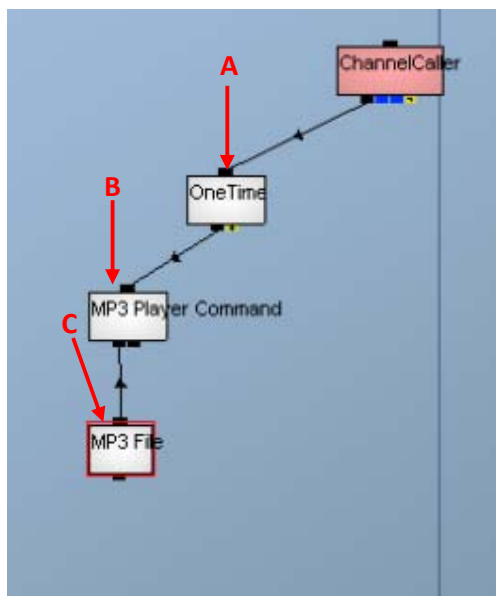 A
ChannelCaller
B
OneTime
C
MP3 Player Command
MP3 File